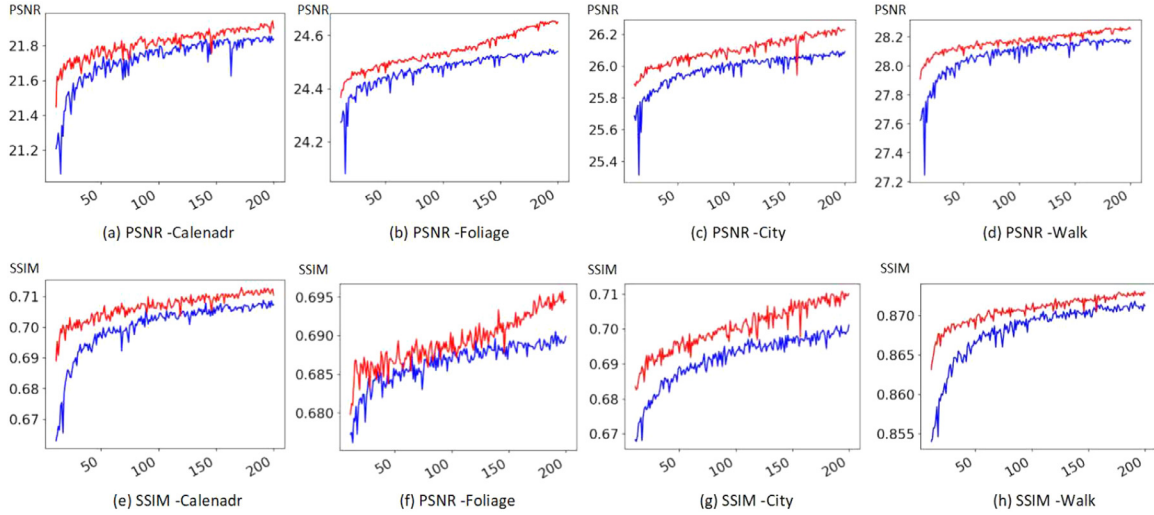 PSNR PSNR PSNR PSNR
21.8 24.6 26.2 28.2
21.6 26.0 28.0
21.4 24.4 25.8 27.8
25.6 27.6
21.2 24.2 25.4 27.4
27.2
50 100 150 200 50 100 150 200 50 100 150 200 50 100 150 200
(a) PSNR -Calenadr (b) PSNR -Foliage (c) PSNR -City (d) PSNR -Walk
SSIM SSIM SSIM SSIM
0.71 0.695 0.71 0.870
0.70 0.690 0.70 0.865
0.69 0.685 0.69 0.860
0.68 0.680 0.68 0.855
0.67 0.67
50 100 150 200 50 100 150 200 50 100 150 200 50 100 150 200
(e) SSIM -Calenadr (f) PSNR -Foliage (g) SSIM -City (h) SSIM -Walk